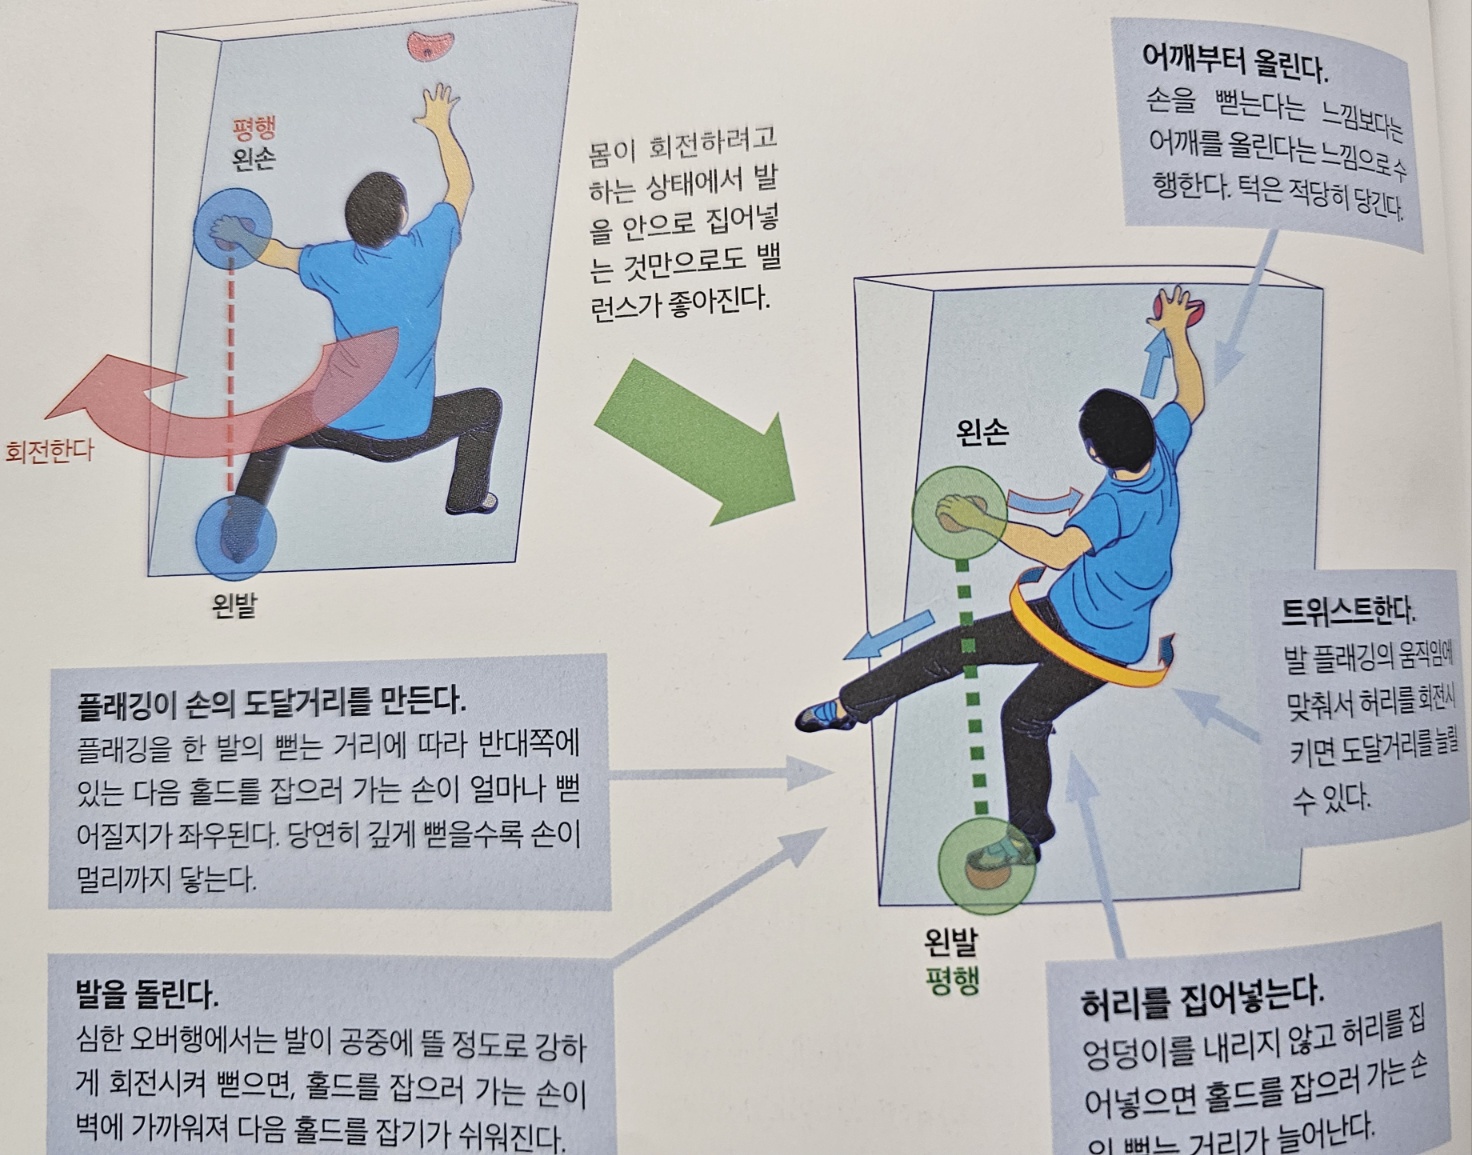 평행
왼손
회전한다
왼발
몸이 회전하려고
하는 상태에서 발
을 안으로 집어넣
는 것만으로도 밸
런스가 좋아진다.
어깨부터 올린다.
손을 뻗는다는 느낌보다는
어깨를 올린다는 느낌으로 수
행한다. 턱은 적당히 당긴다.
왼손
트위스트한다.
발 플래깅의 움직임에
맞춰서 허리를 회전시
키면 도달거리를 늘릴
수 있다.
플래깅이 손의 도달거리를 만든다.
플래깅을 한 발의 뻗는 거리에 따라 반대쪽에
있는 다음 홀드를 잡으러 가는 손이 얼마나 뻗
어질지가 좌우된다. 당연히 깊게 뻗을수록 손이
멀리까지 닿는다.
왼발
평행
발을 돌린다.
심한 오버행에서는 발이 공중에 뜰 정도로 강하
게 회전시켜 뻗으면, 홀드를 잡으러 가는 손이
벽에 가까워져 다음 홀드를 잡기가 쉬워진다.
허리를 집어넣는다.
엉덩이를 내리지 않고 허리를 집
어넣으면 홀드를 잡으러 가는 손
의 뻗는 거리가 늘어난다.